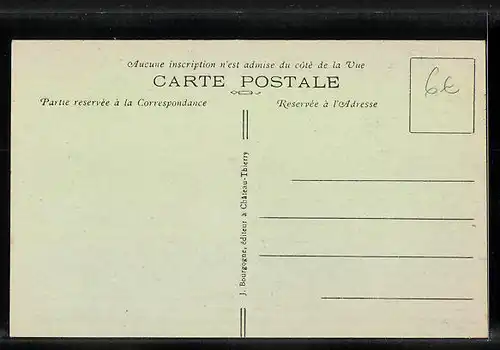 Aucune inscription n'est admise du côté de la Vue
CARTE POSTALE
Partie reservée à la Correspondance
Reservée à l'Adresse
6€
J. Bourgogne, éditeur à Château-Thierry